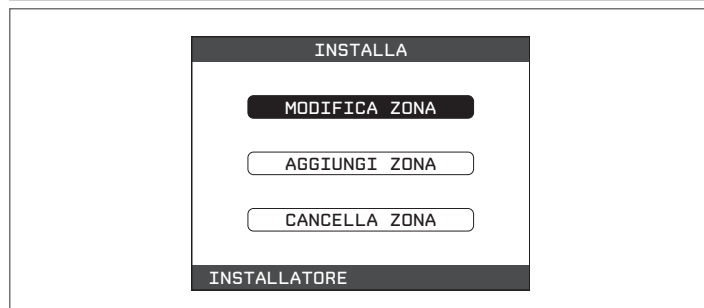 INSTALLA
MODIFICA ZONA
AGGIUNGI ZONA
CANCELLA ZONA
INSTALLATORE